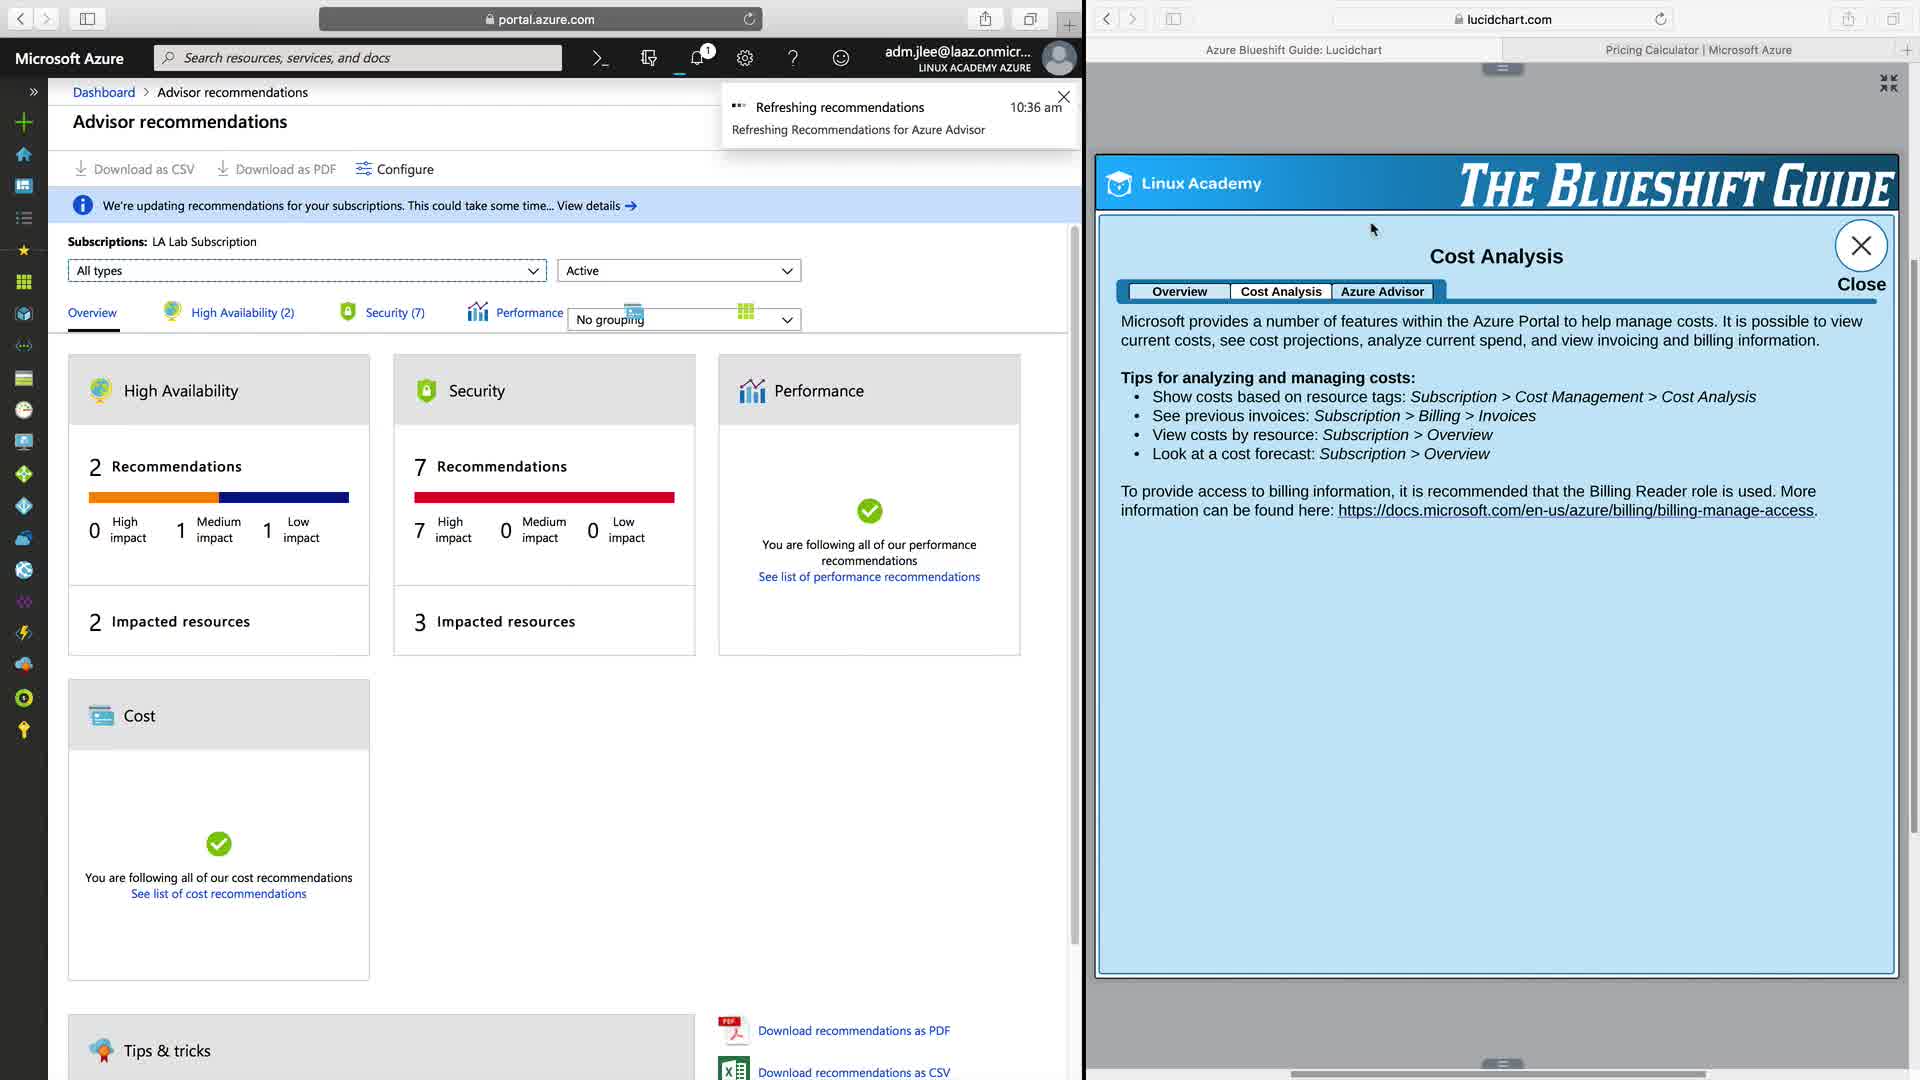 portal.azure.com
Microsoft Azure
Search resources, services, and docs
1
adm.jlee@laaz.onmicr...
LINUX ACADEMY AZURE
Dashboard > Advisor recommendations
Advisor recommendations
Refreshing recommendations 10:36 am
Refreshing Recommendations for Azure Advisor
Download as CSV Download as PDF Configure
We're updating recommendations for your subscriptions. This could take some time... View details →
Subscriptions: LA Lab Subscription
All types Active
Overview High Availability (2) Security (7) Performance
No grouping
High Availability
2 Recommendations
0 High impact 1 Medium impact 1 Low impact
2 Impacted resources
Security
7 Recommendations
7 High impact 0 Medium impact 0 Low impact
3 Impacted resources
Performance
You are following all of our performance
recommendations
See list of performance recommendations
Cost
You are following all of our cost recommendations
See list of cost recommendations
Tips & tricks
PDF
Download recommendations as PDF
Download recommendations as CSV
lucidchart.com
Azure Blueshift Guide: Lucidchart Pricing Calculator | Microsoft Azure
Linux Academy
THE BLUESHIFT GUIDE
Cost Analysis
Close
Overview Cost Analysis Azure Advisor
Microsoft provides a number of features within the Azure Portal to help manage costs. It is possible to view
current costs, see cost projections, analyze current spend, and view invoicing and billing information.
Tips for analyzing and managing costs:
• Show costs based on resource tags: Subscription > Cost Management > Cost Analysis
• See previous invoices: Subscription > Billing > Invoices
• View costs by resource: Subscription > Overview
• Look at a cost forecast: Subscription > Overview
To provide access to billing information, it is recommended that the Billing Reader role is used. More
information can be found here: https://docs.microsoft.com/en-us/azure/billing/billing-manage-access.